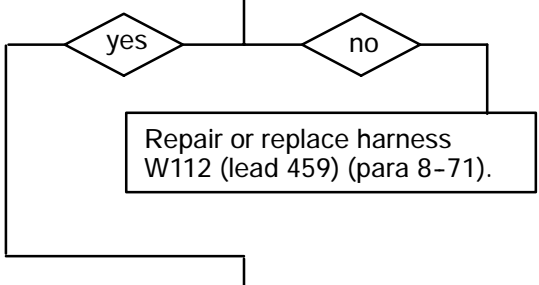 yes
no
Repair or replace harness
W112 (lead 459) (para 8-71).